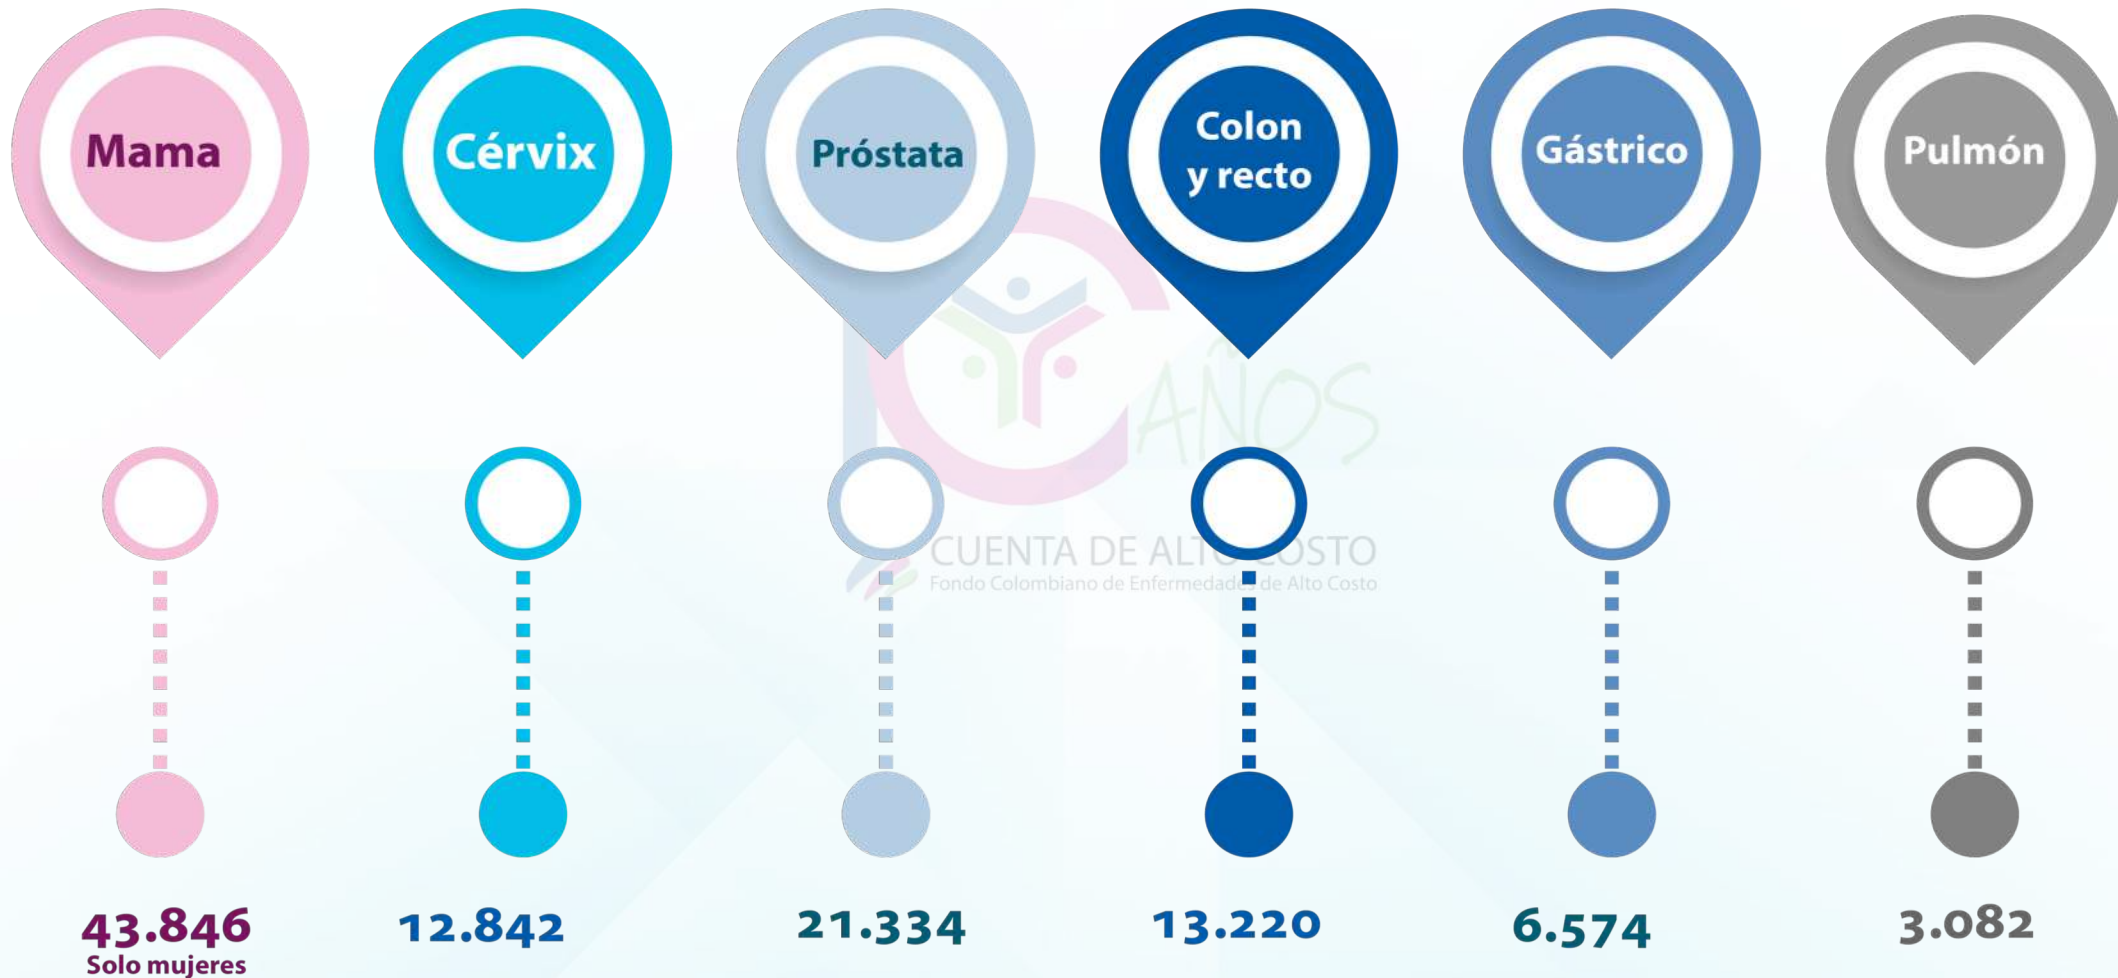 Mama
Cérvix
Próstata
Colon
y recto
Gástrico
Pulmón
AÑOS
CUENTA DE ALTO COSTO
Fondo Colombiano de Enfermedades de Alto Costo
43.846
Solo mujeres
12.842
21.334
13.220
6.574
3.082